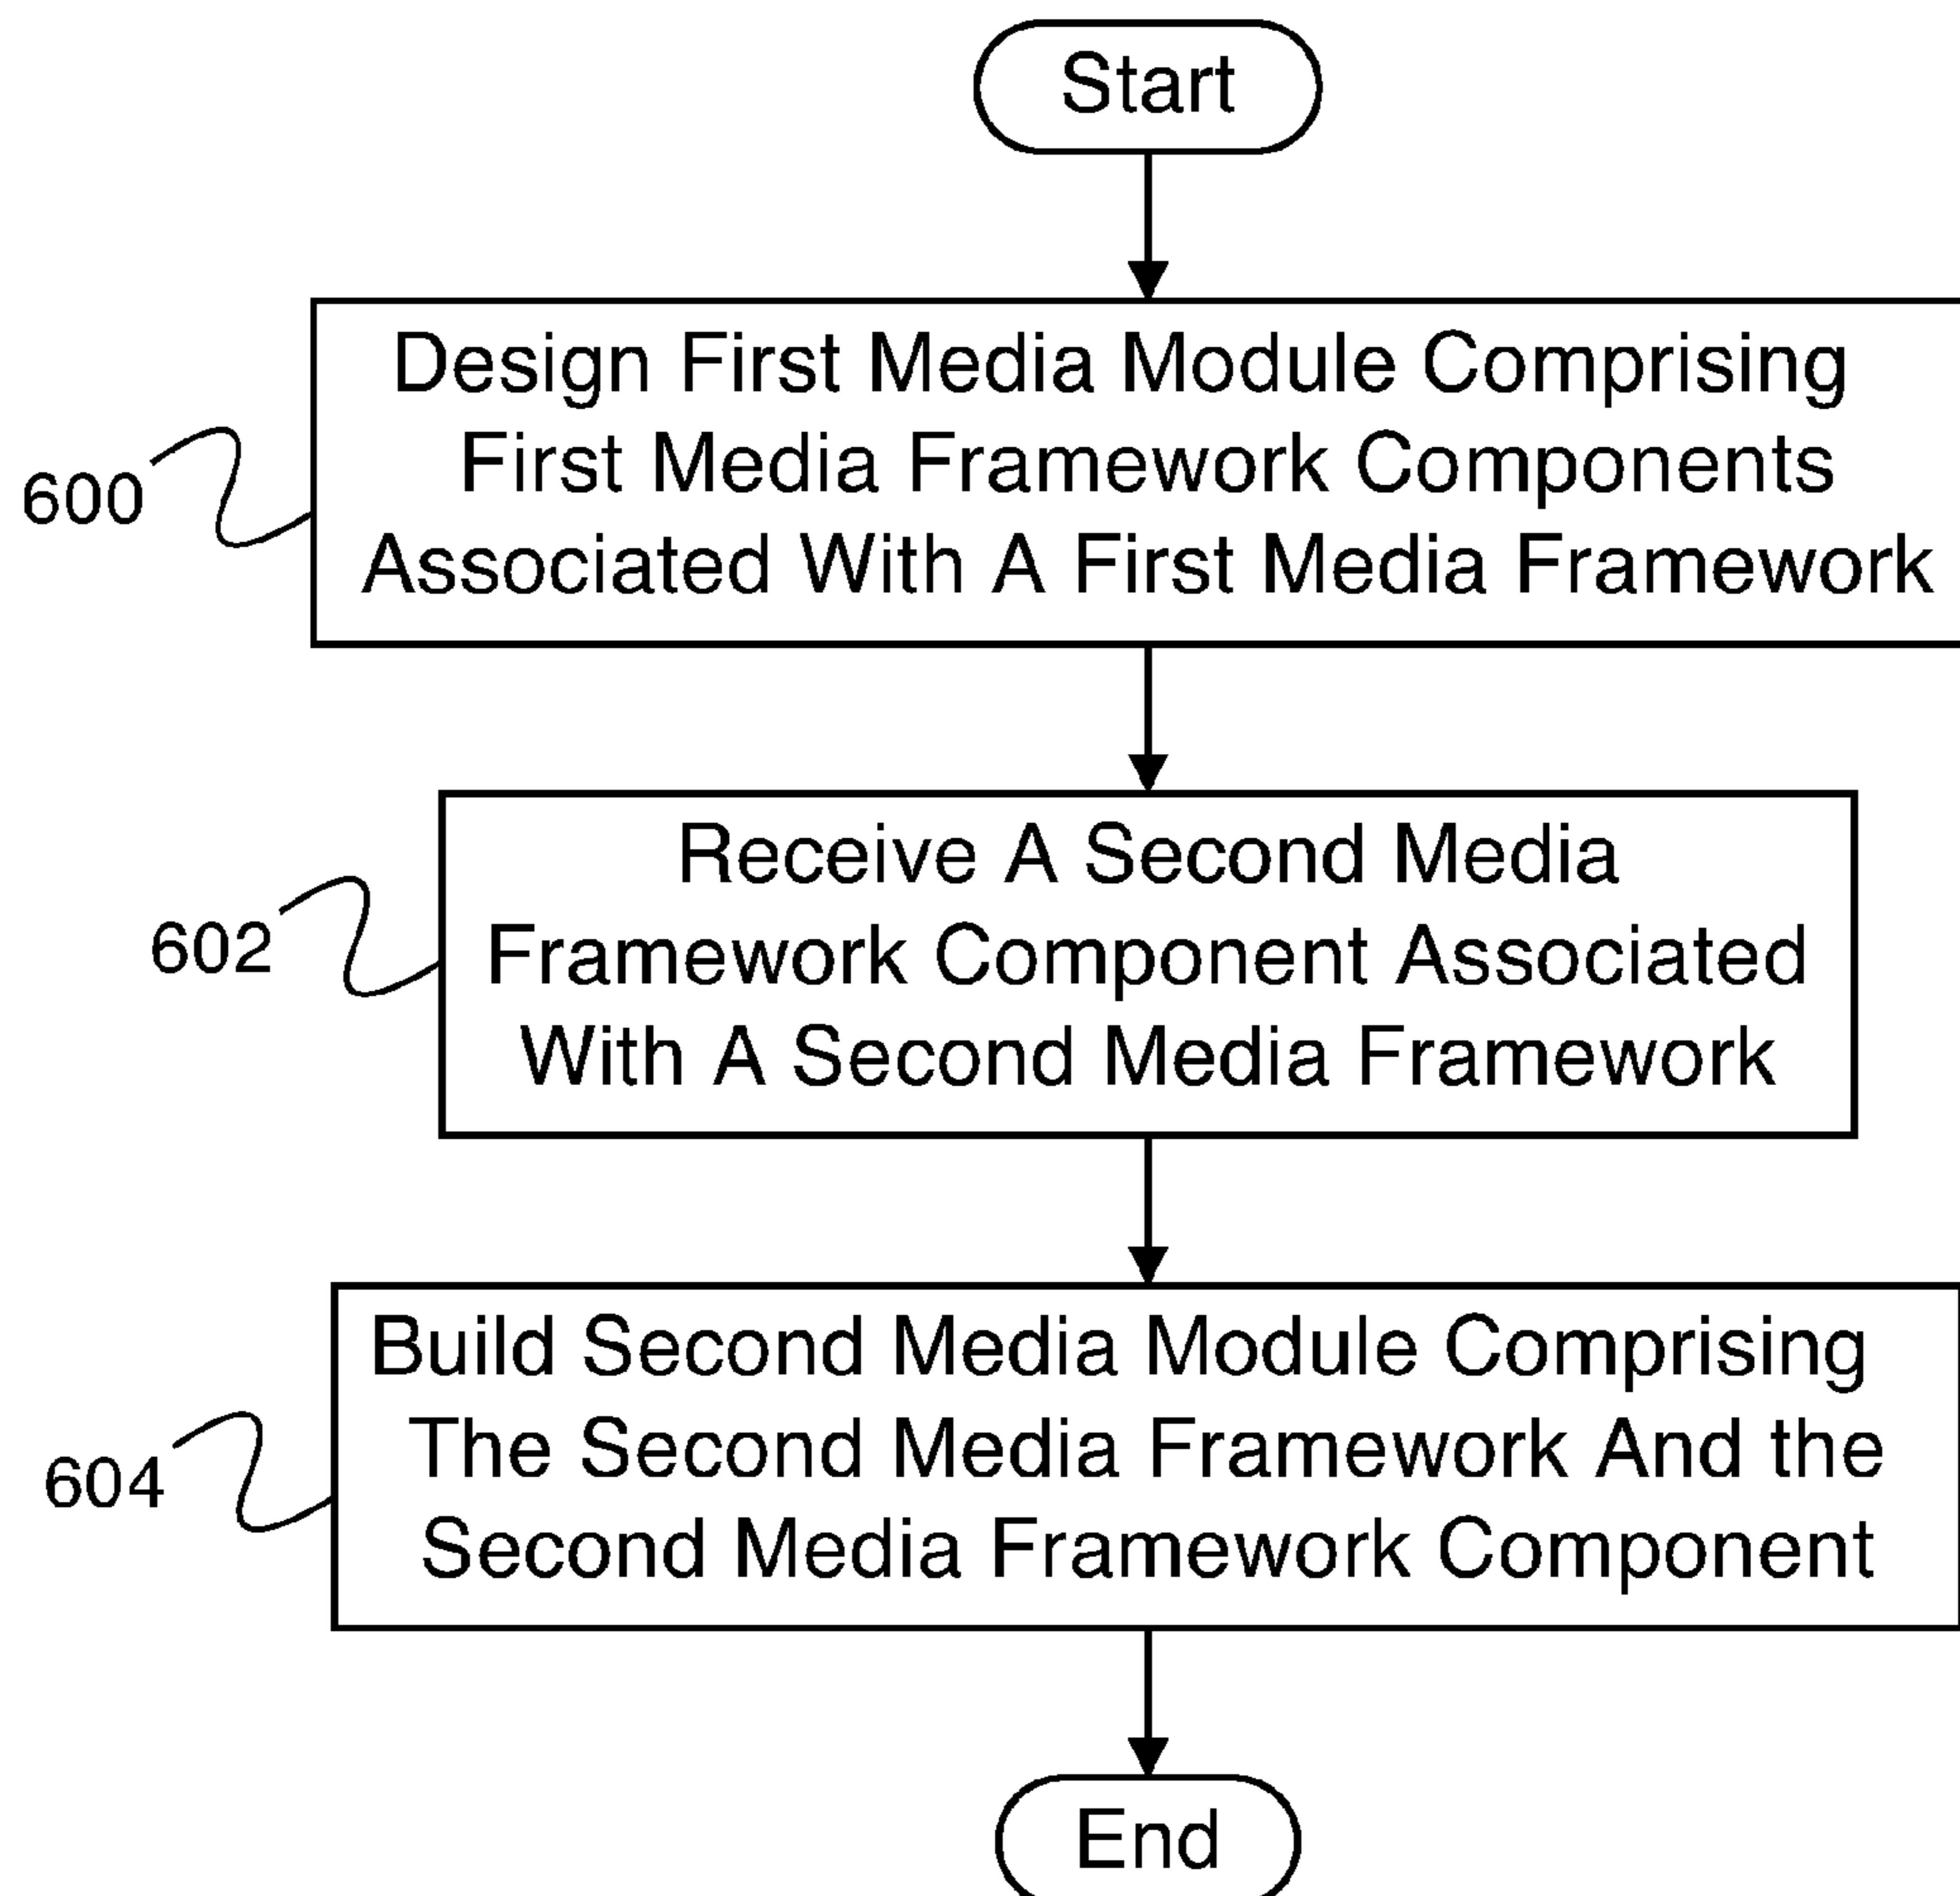 Start
Design First Media Module Comprising
First Media Framework Components
Associated With A First Media Framework
600
Receive A Second Media
Framework Component Associated
With A Second Media Framework
602
Build Second Media Module Comprising
The Second Media Framework And the
Second Media Framework Component
604
End